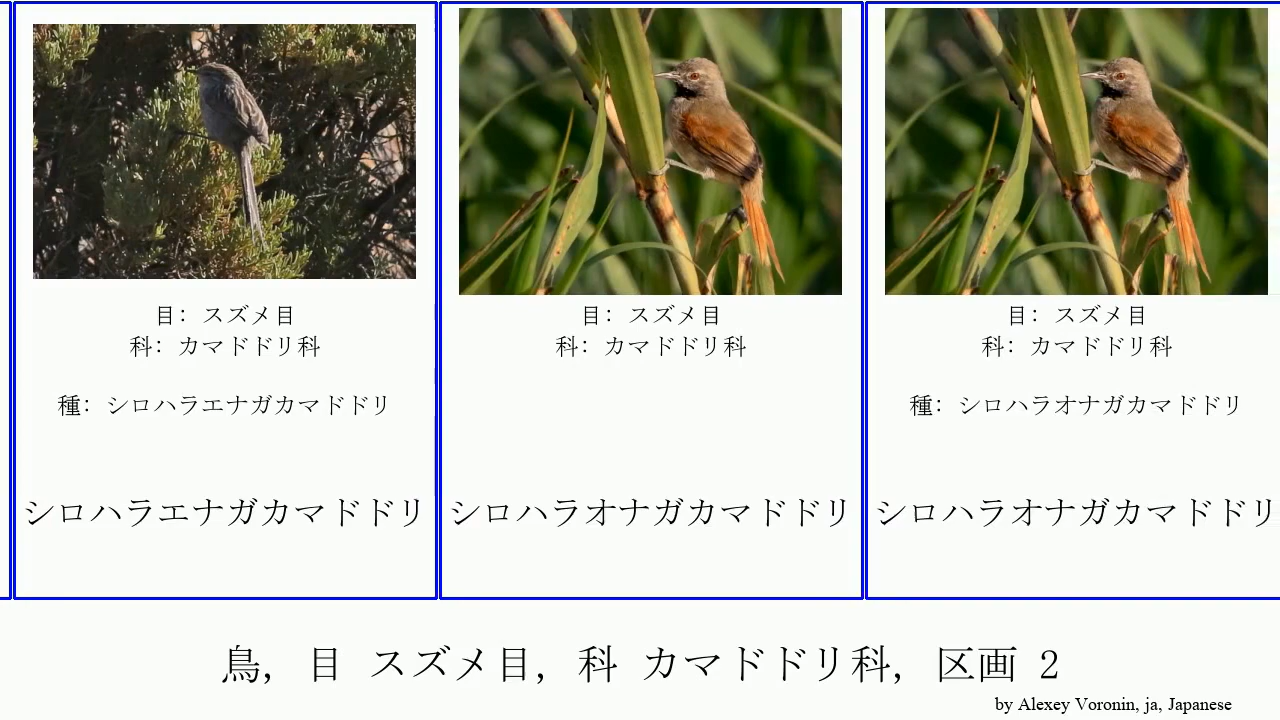 目: スズメ目
科: カマドドリ科
種: シロハラエナガカマドドリ
シロハラエナガカマドドリ
目: スズメ目
科: カマドドリ科
シロハラオナガカマドドリ
目: スズメ目
科: カマドドリ科
種: シロハラオナガカマドドリ
シロハラオナガカマドドリ
鳥, 目 スズメ目, 科 カマドドリ科, 区画 2
by Alexey Voronin, ja, Japanese